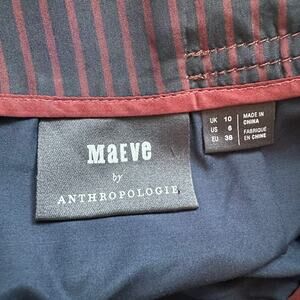 Maeve
by
ANTHROPOLOGIE
UK 10
US 6
EU 38
MADE IN
CHINA
FABRIQUÉ
EN CHINE